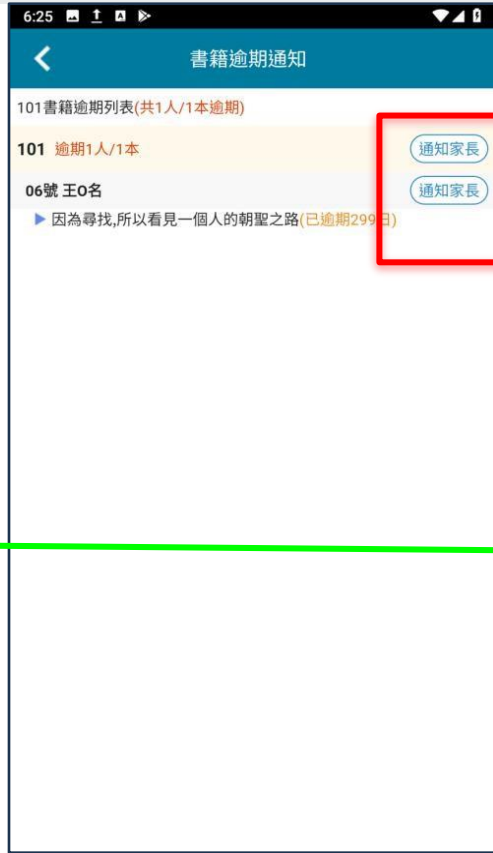 6:25
書籍逾期通知
101書籍逾期列表(共1人/1本逾期)
101 逾期1人/1本 通知家長
06號 王O名 通知家長
因為尋找,所以看見一個人的朝聖之路(已逾期299日)